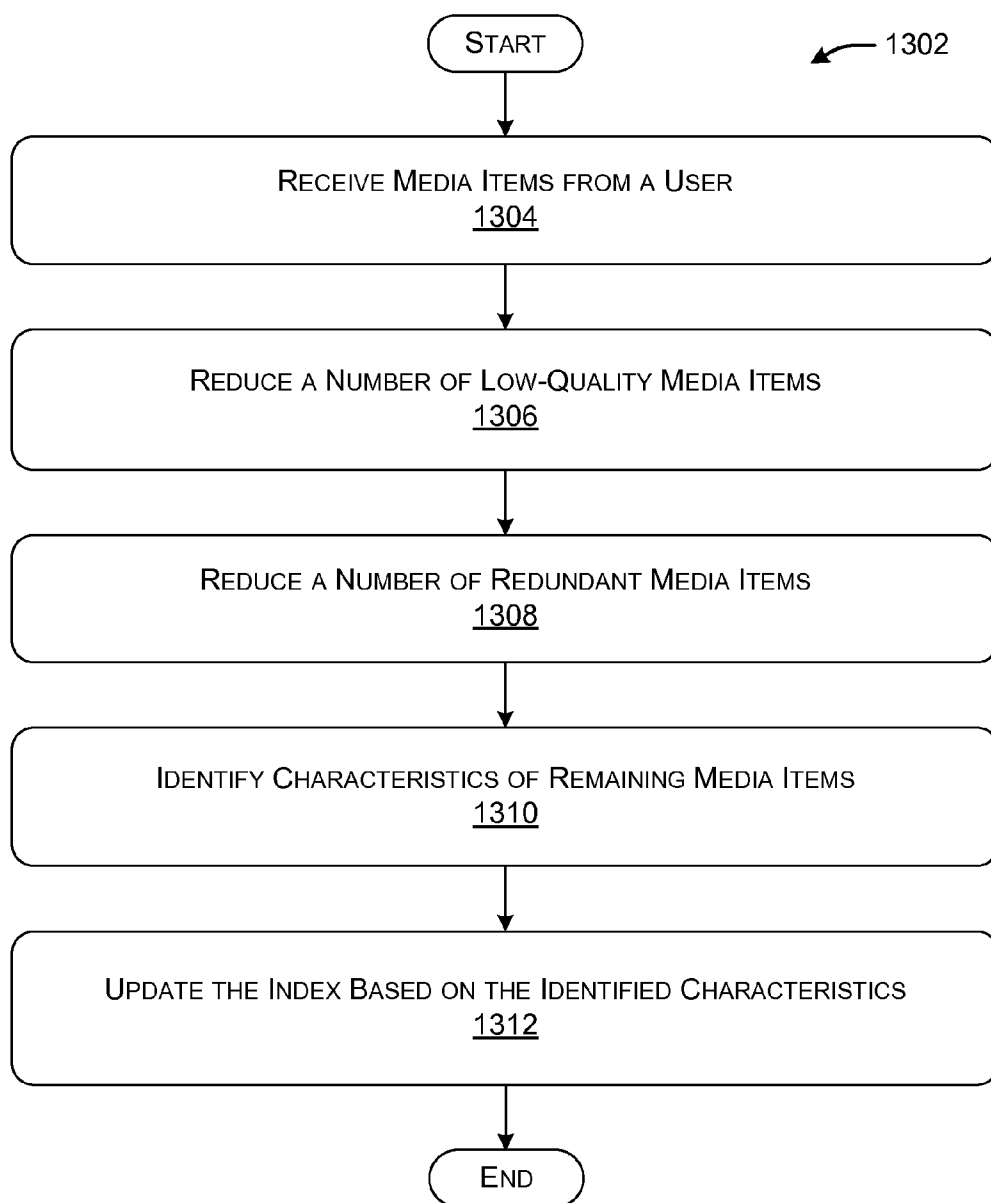 START
1302
RECEIVE MEDIA ITEMS FROM A USER
1304
REDUCE A NUMBER OF LOW-QUALITY MEDIA ITEMS
1306
REDUCE A NUMBER OF REDUNDANT MEDIA ITEMS
1308
IDENTIFY CHARACTERISTICS OF REMAINING MEDIA ITEMS
1310
UPDATE THE INDEX BASED ON THE IDENTIFIED CHARACTERISTICS
1312
END